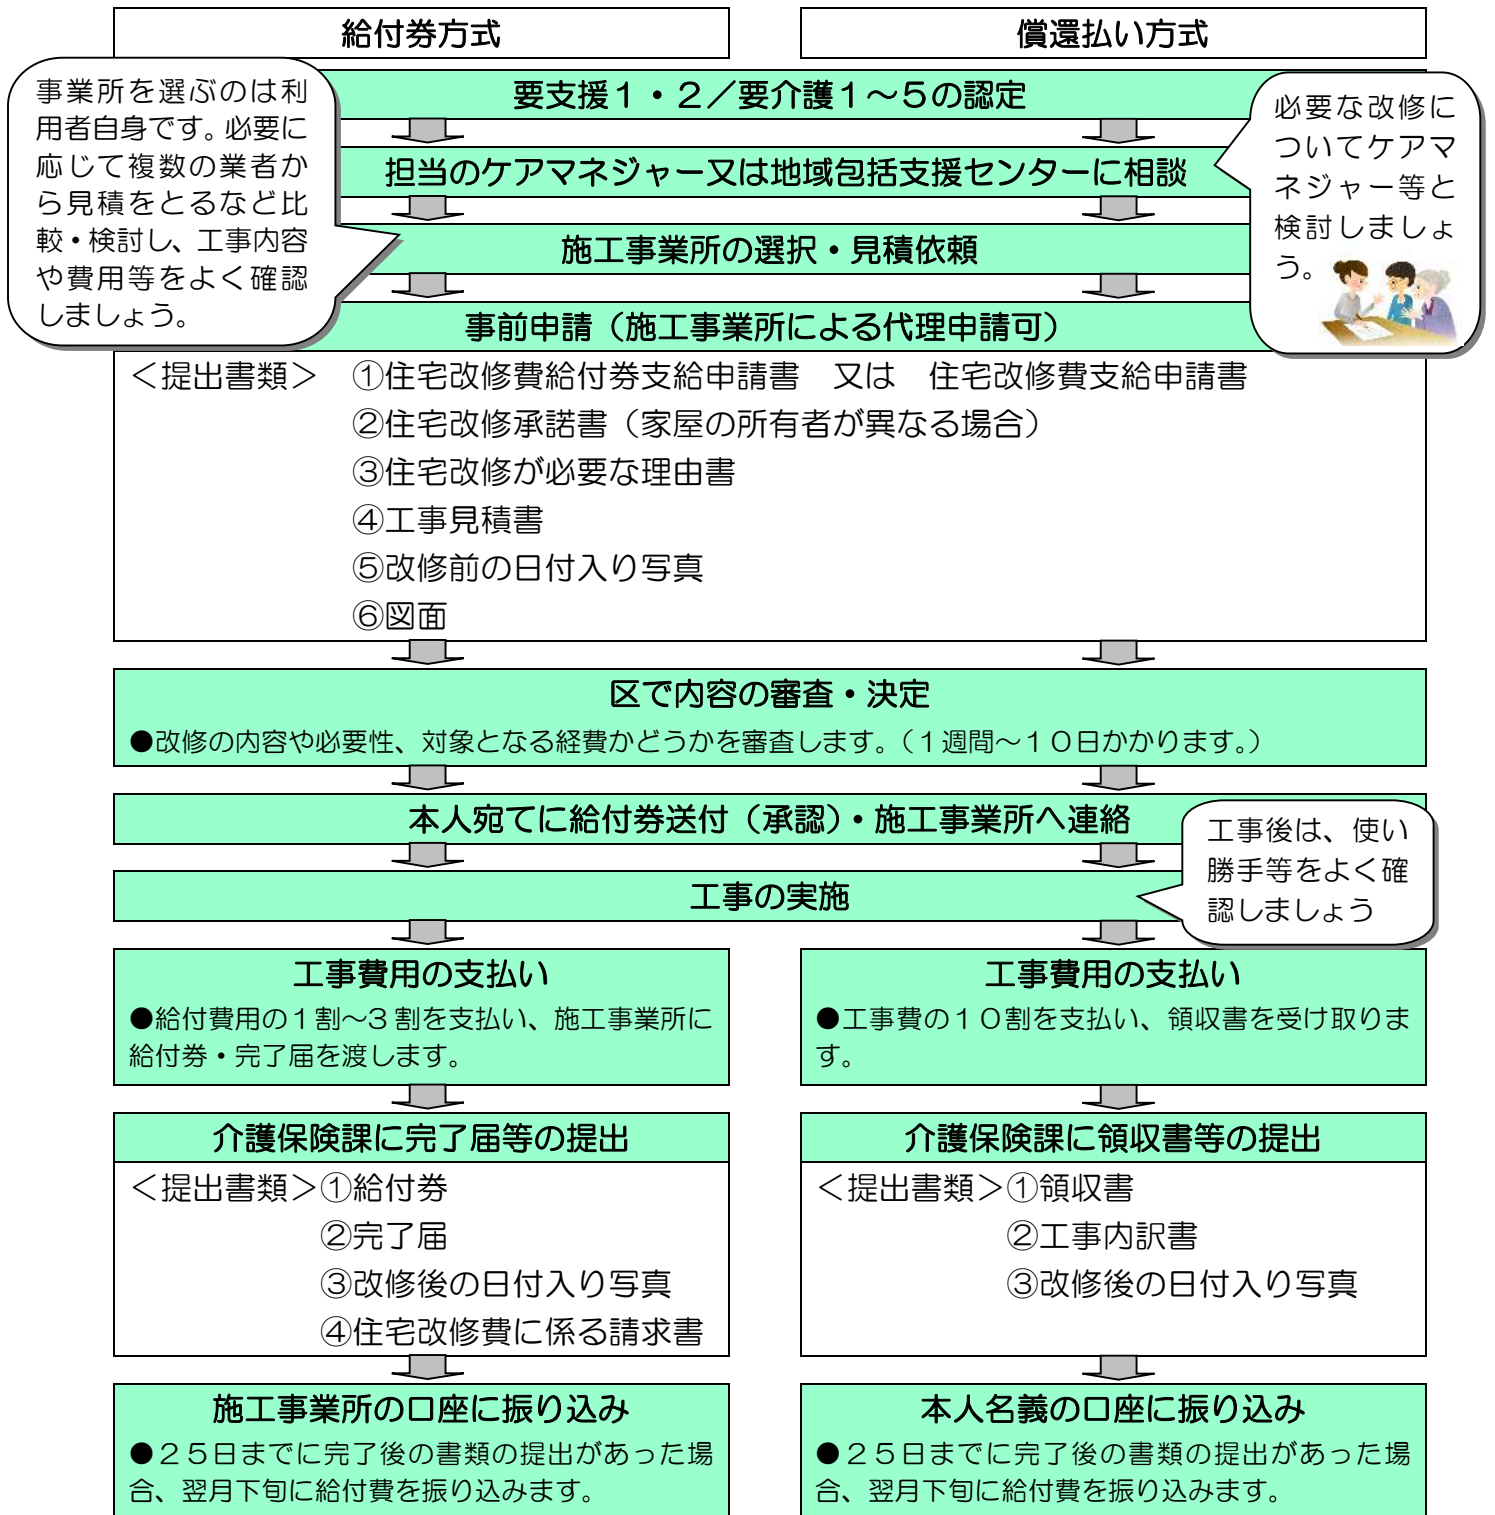 給付券方式
償還払い方式
事業所を選ぶのは利
用者自身です。必要に
応じて複数の業者か
ら見積をとるなど比
較・検討し、工事内容
や費用等をよく確認
しましょう。
要支援１・２／要介護１～５の認定
必要な改修に
ついてケアマ
ネジャー等と
検討しましょ
う。
担当のケアマネジャー又は地域包括支援センターに相談
施工事業所の選択・見積依頼
事前申請（施工事業所による代理申請可）
＜提出書類＞　①住宅改修費給付券支給申請書　又は　住宅改修費支給申請書
②住宅改修承諾書（家屋の所有者が異なる場合）
③住宅改修が必要な理由書
④工事見積書
⑤改修前の日付入り写真
⑥図面
区で内容の審査・決定
●改修の内容や必要性、対象となる経費かどうかを審査します。（１週間～１０日かかります。）
本人宛てに給付券送付（承認）・施工事業所へ連絡
工事後は、使い
勝手等をよく確
認しましょう
工事の実施
工事費用の支払い
●給付費用の１割～３割を支払い、施工事業所に
給付券・完了届を渡します。
工事費用の支払い
●工事費の１０割を支払い、領収書を受け取りま
す。
介護保険課に完了届等の提出
＜提出書類＞①給付券
②完了届
③改修後の日付入り写真
④住宅改修費に係る請求書
介護保険課に領収書等の提出
＜提出書類＞①領収書
②工事内訳書
③改修後の日付入り写真
施工事業所の口座に振り込み
●２５日までに完了後の書類の提出があった場
合、翌月下旬に給付費を振り込みます。
本人名義の口座に振り込み
●２５日までに完了後の書類の提出があった場
合、翌月下旬に給付費を振り込みます。